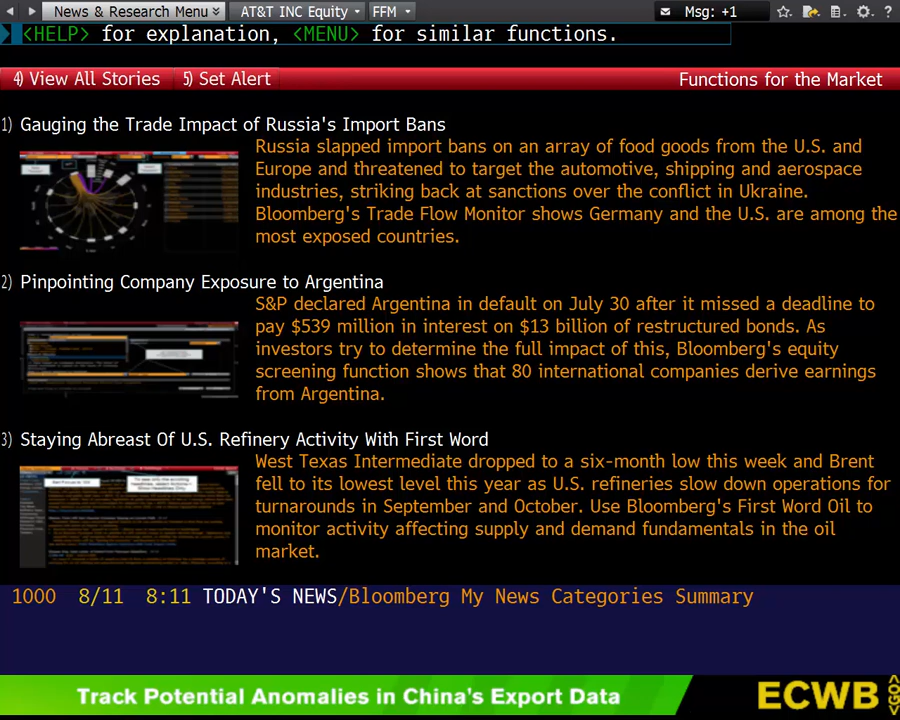 News & Research Menu AT&T INC Equity FFM Msg: +1 ?
<HELP> for explanation, <MENU> for similar functions.
4) View All Stories 5) Set Alert Functions for the Market
1) Gauging the Trade Impact of Russia's Import Bans
Russia slapped import bans on an array of food goods from the U.S. and
Europe and threatened to target the automotive, shipping and aerospace
industries, striking back at sanctions over the conflict in Ukraine.
Bloomberg's Trade Flow Monitor shows Germany and the U.S. are among the
most exposed countries.
2) Pinpointing Company Exposure to Argentina
S&P declared Argentina in default on July 30 after it missed a deadline to
pay $539 million in interest on $13 billion of restructured bonds. As
investors try to determine the full impact of this, Bloomberg's equity
screening function shows that 80 international companies derive earnings
from Argentina.
3) Staying Abreast Of U.S. Refinery Activity With First Word
West Texas Intermediate dropped to a six-month low this week and Brent
fell to its lowest level this year as U.S. refineries slow down operations for
turnarounds in September and October. Use Bloomberg's First Word Oil to
monitor activity affecting supply and demand fundamentals in the oil
market.
1000 8/11 8:11 TODAY'S NEWS/Bloomberg My News Categories Summary
Track Potential Anomalies in China's Export Data
ECWB <GO>